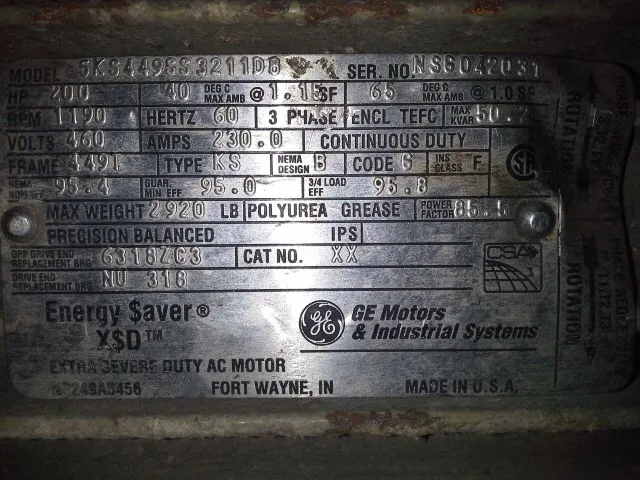 MODEL 5KS449SS3211D8 SER. NO. NS6042031
HP 200 40 DEG C MAX AMB @ 1.15 SF 65 DEG C MAX AMB @ 1.0 SF
RPM 1190 HERTZ 60 3 PHASE ENCL TEFC MAX KVAR 50.2
VOLTS 460 AMPS 230.0 CONTINUOUS DUTY
FRAME 449T TYPE KS NEMA DESIGN B CODE G INS CLASS F
NEMA NOM EFF 95.4 GUAR MIN EFF 95.0 3/4 LOAD EFF 95.8
MAX WEIGHT 2920 LB POLYUREA GREASE POWER FACTOR 85.5
PRECISION BALANCED IPS
OPP DRIVE END REPLACEMENT BRG 6318ZC3 CAT NO. XX
DRIVE END REPLACEMENT BRG NU 318
CSA
Energy $aver®
X$D™
GE
GE Motors
& Industrial Systems
EXTRA SEVERE DUTY AC MOTOR
FORT WAYNE, IN
MADE IN U.S.A.
ROTATION
ROTATION